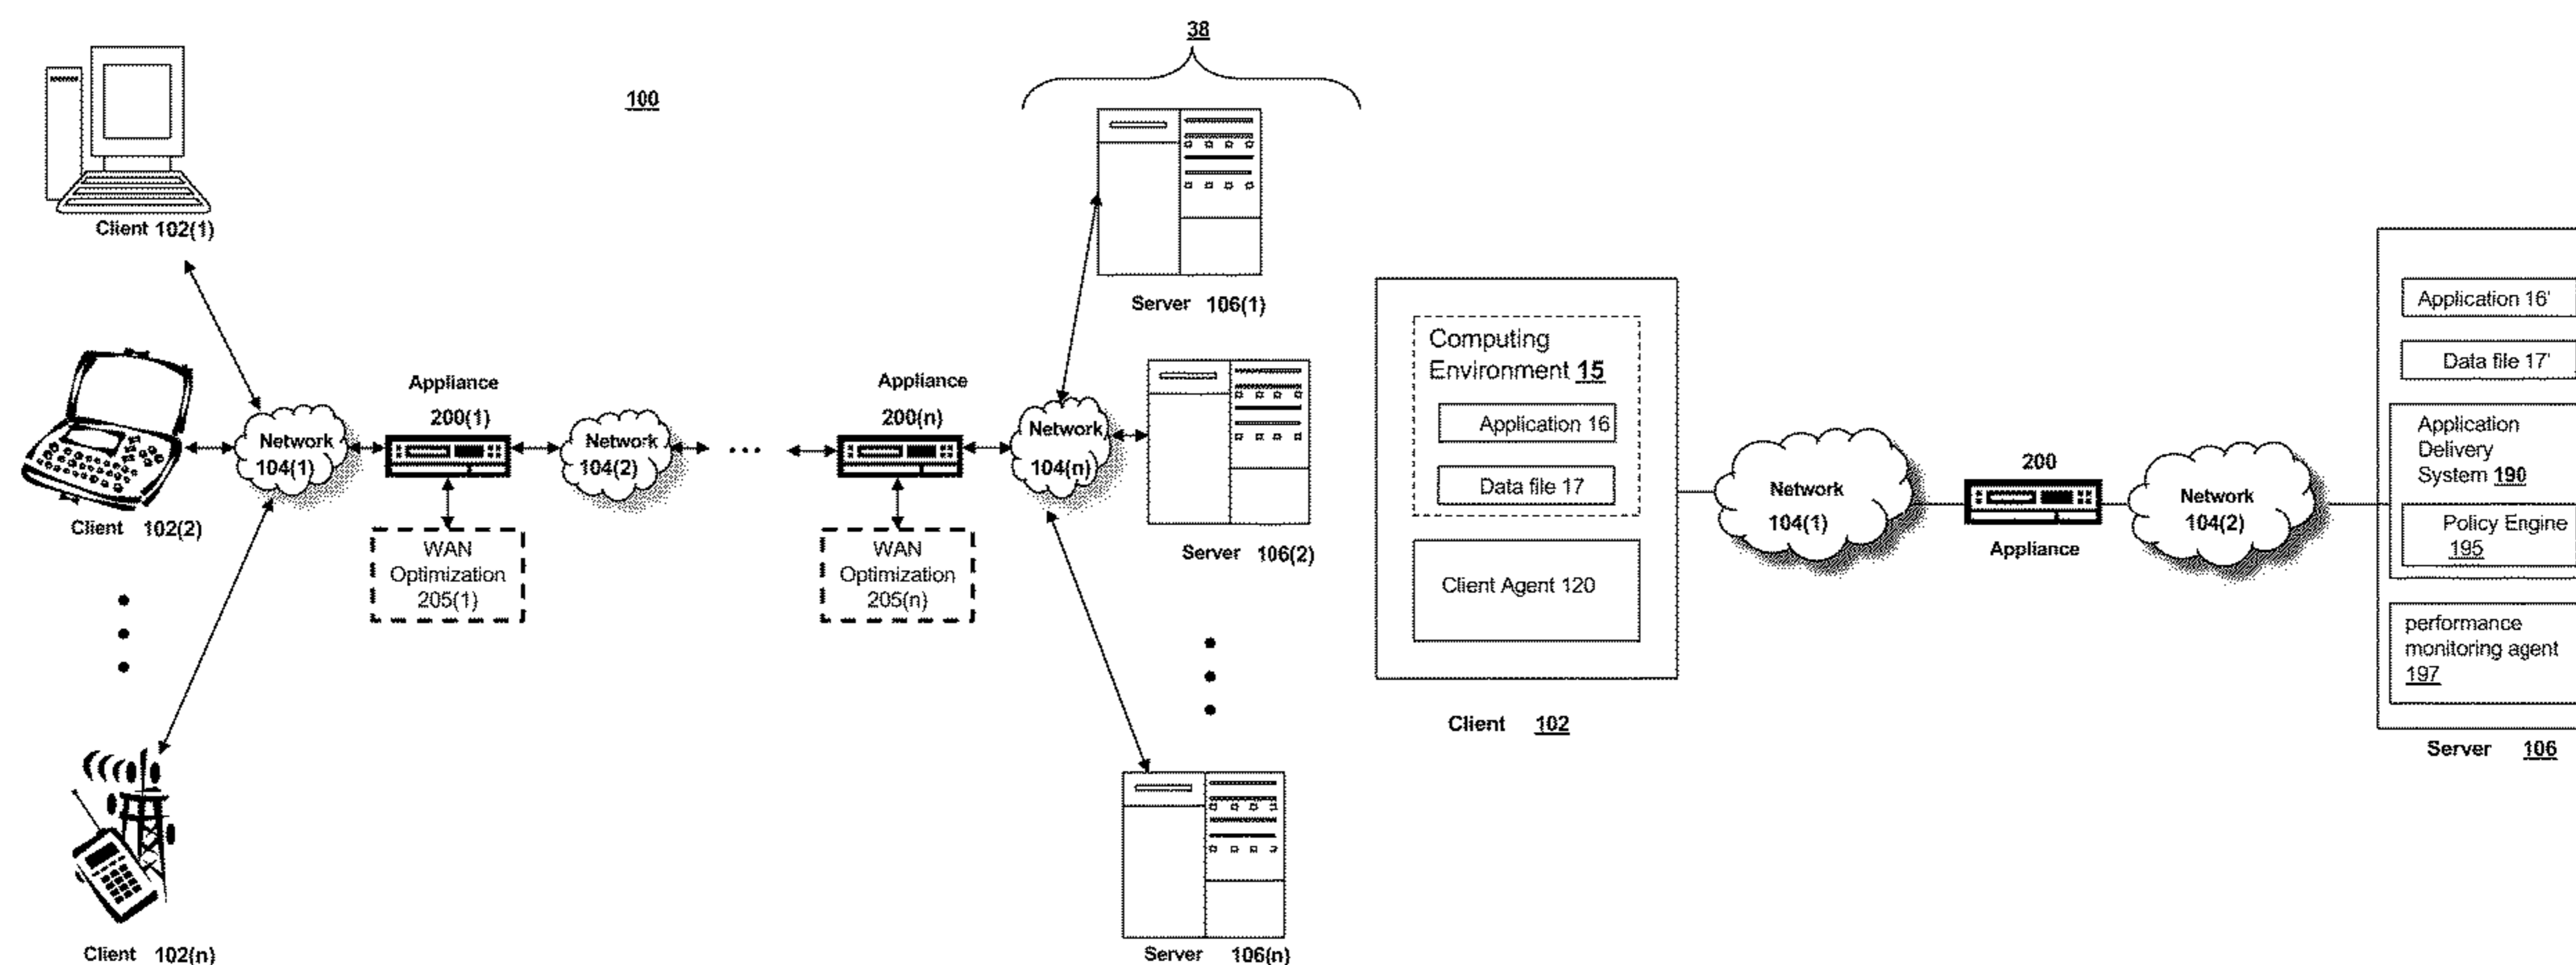 38
100
Client 102(1)
Server 106(1)
Appliance
200(1)
Appliance
200(n)
Network
104(1)
Network
104(2)
...
Network
104(n)
Client 102(2)
WAN
Optimization
205(1)
WAN
Optimization
205(n)
Server 106(2)
Client 102(n)
Server 106(n)
Computing
Environment 15
Application 16
Data file 17
Client Agent 120
Client 102
Network
104(1)
200
Appliance
Network
104(2)
Application 16'
Data file 17'
Application
Delivery
System 190
Policy Engine
195
performance
monitoring agent
197
Server 106